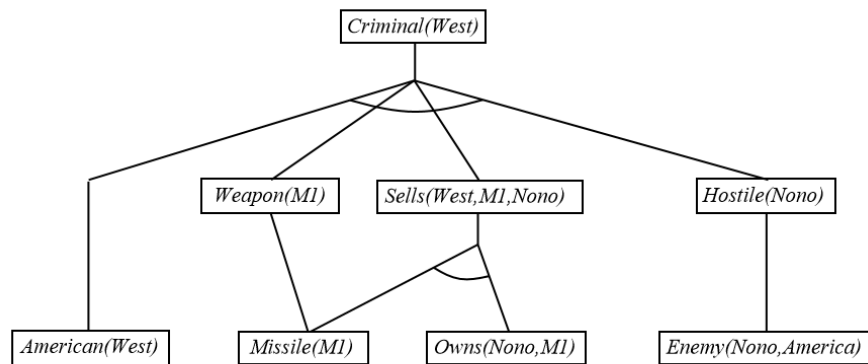 Criminal(West)
Weapon(M1)
Sells(West,M1,Nono)
Hostile(Nono)
American(West)
Missile(M1)
Owns(Nono,M1)
Enemy(Nono,America)